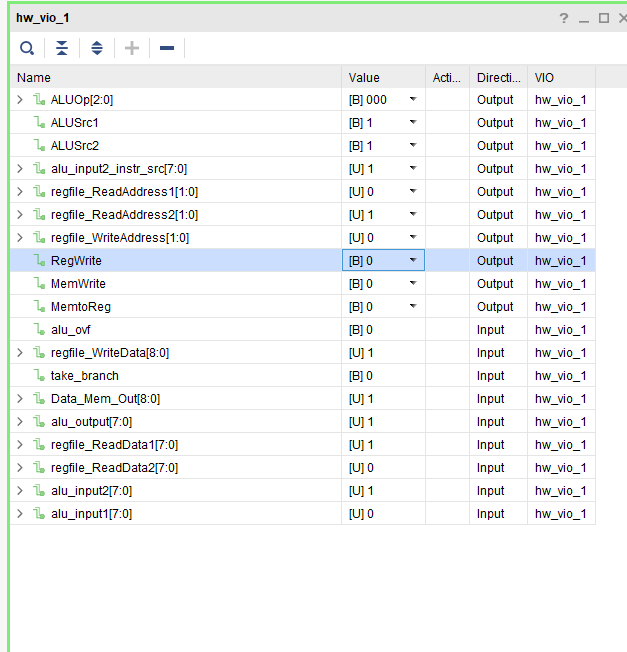 hw_vio_1
Name Value Acti... Directi... VIO
ALUOp[2:0] [B] 000 Output hw_vio_1
ALUSrc1 [B] 1 Output hw_vio_1
ALUSrc2 [B] 1 Output hw_vio_1
alu_input2_instr_src[7:0] [U] 1 Output hw_vio_1
regfile_ReadAddress1[1:0] [U] 0 Output hw_vio_1
regfile_ReadAddress2[1:0] [U] 1 Output hw_vio_1
regfile_WriteAddress[1:0] [U] 0 Output hw_vio_1
RegWrite [B] 0 Output hw_vio_1
MemWrite [B] 0 Output hw_vio_1
MemtoReg [B] 0 Output hw_vio_1
alu_ovf [B] 0 Input hw_vio_1
regfile_WriteData[8:0] [U] 1 Input hw_vio_1
take_branch [B] 0 Input hw_vio_1
Data_Mem_Out[8:0] [U] 1 Input hw_vio_1
alu_output[7:0] [U] 1 Input hw_vio_1
regfile_ReadData1[7:0] [U] 1 Input hw_vio_1
regfile_ReadData2[7:0] [U] 0 Input hw_vio_1
alu_input2[7:0] [U] 1 Input hw_vio_1
alu_input1[7:0] [U] 0 Input hw_vio_1